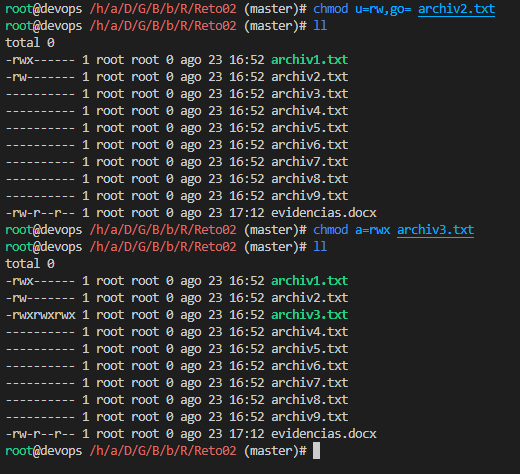 root@devops /h/a/D/G/B/b/R/Reto02 (master)# chmod u=rw,go= archiv2.txt
root@devops /h/a/D/G/B/b/R/Reto02 (master)# ll
total 0
-rwx------ 1 root root 0 ago 23 16:52 archiv1.txt
-rw------- 1 root root 0 ago 23 16:52 archiv2.txt
---------- 1 root root 0 ago 23 16:52 archiv3.txt
---------- 1 root root 0 ago 23 16:52 archiv4.txt
---------- 1 root root 0 ago 23 16:52 archiv5.txt
---------- 1 root root 0 ago 23 16:52 archiv6.txt
---------- 1 root root 0 ago 23 16:52 archiv7.txt
---------- 1 root root 0 ago 23 16:52 archiv8.txt
---------- 1 root root 0 ago 23 16:52 archiv9.txt
-rw-r--r-- 1 root root 0 ago 23 17:12 evidencias.docx
root@devops /h/a/D/G/B/b/R/Reto02 (master)# chmod a=rwx archiv3.txt
root@devops /h/a/D/G/B/b/R/Reto02 (master)# ll
total 0
-rwx------ 1 root root 0 ago 23 16:52 archiv1.txt
-rw------- 1 root root 0 ago 23 16:52 archiv2.txt
-rwxrwxrwx 1 root root 0 ago 23 16:52 archiv3.txt
---------- 1 root root 0 ago 23 16:52 archiv4.txt
---------- 1 root root 0 ago 23 16:52 archiv5.txt
---------- 1 root root 0 ago 23 16:52 archiv6.txt
---------- 1 root root 0 ago 23 16:52 archiv7.txt
---------- 1 root root 0 ago 23 16:52 archiv8.txt
---------- 1 root root 0 ago 23 16:52 archiv9.txt
-rw-r--r-- 1 root root 0 ago 23 17:12 evidencias.docx
root@devops /h/a/D/G/B/b/R/Reto02 (master)#